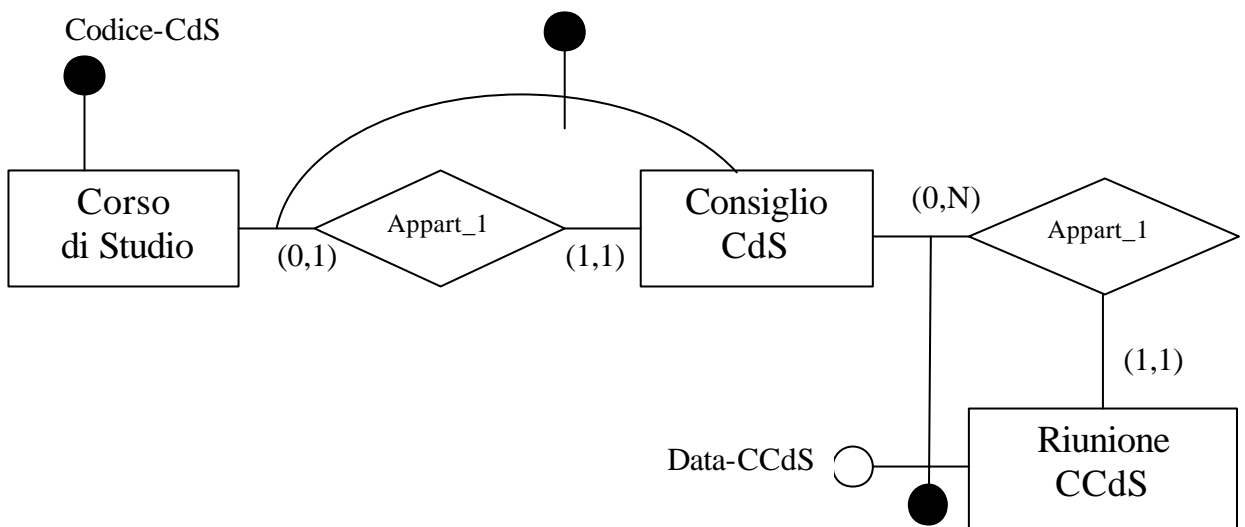 Codice-CdS
Corso
di Studio
(0,1)
Appart_1
(1,1)
Consiglio
CdS
(0,N)
Appart_1
(1,1)
Data-CCdS
Riunione
CCdS